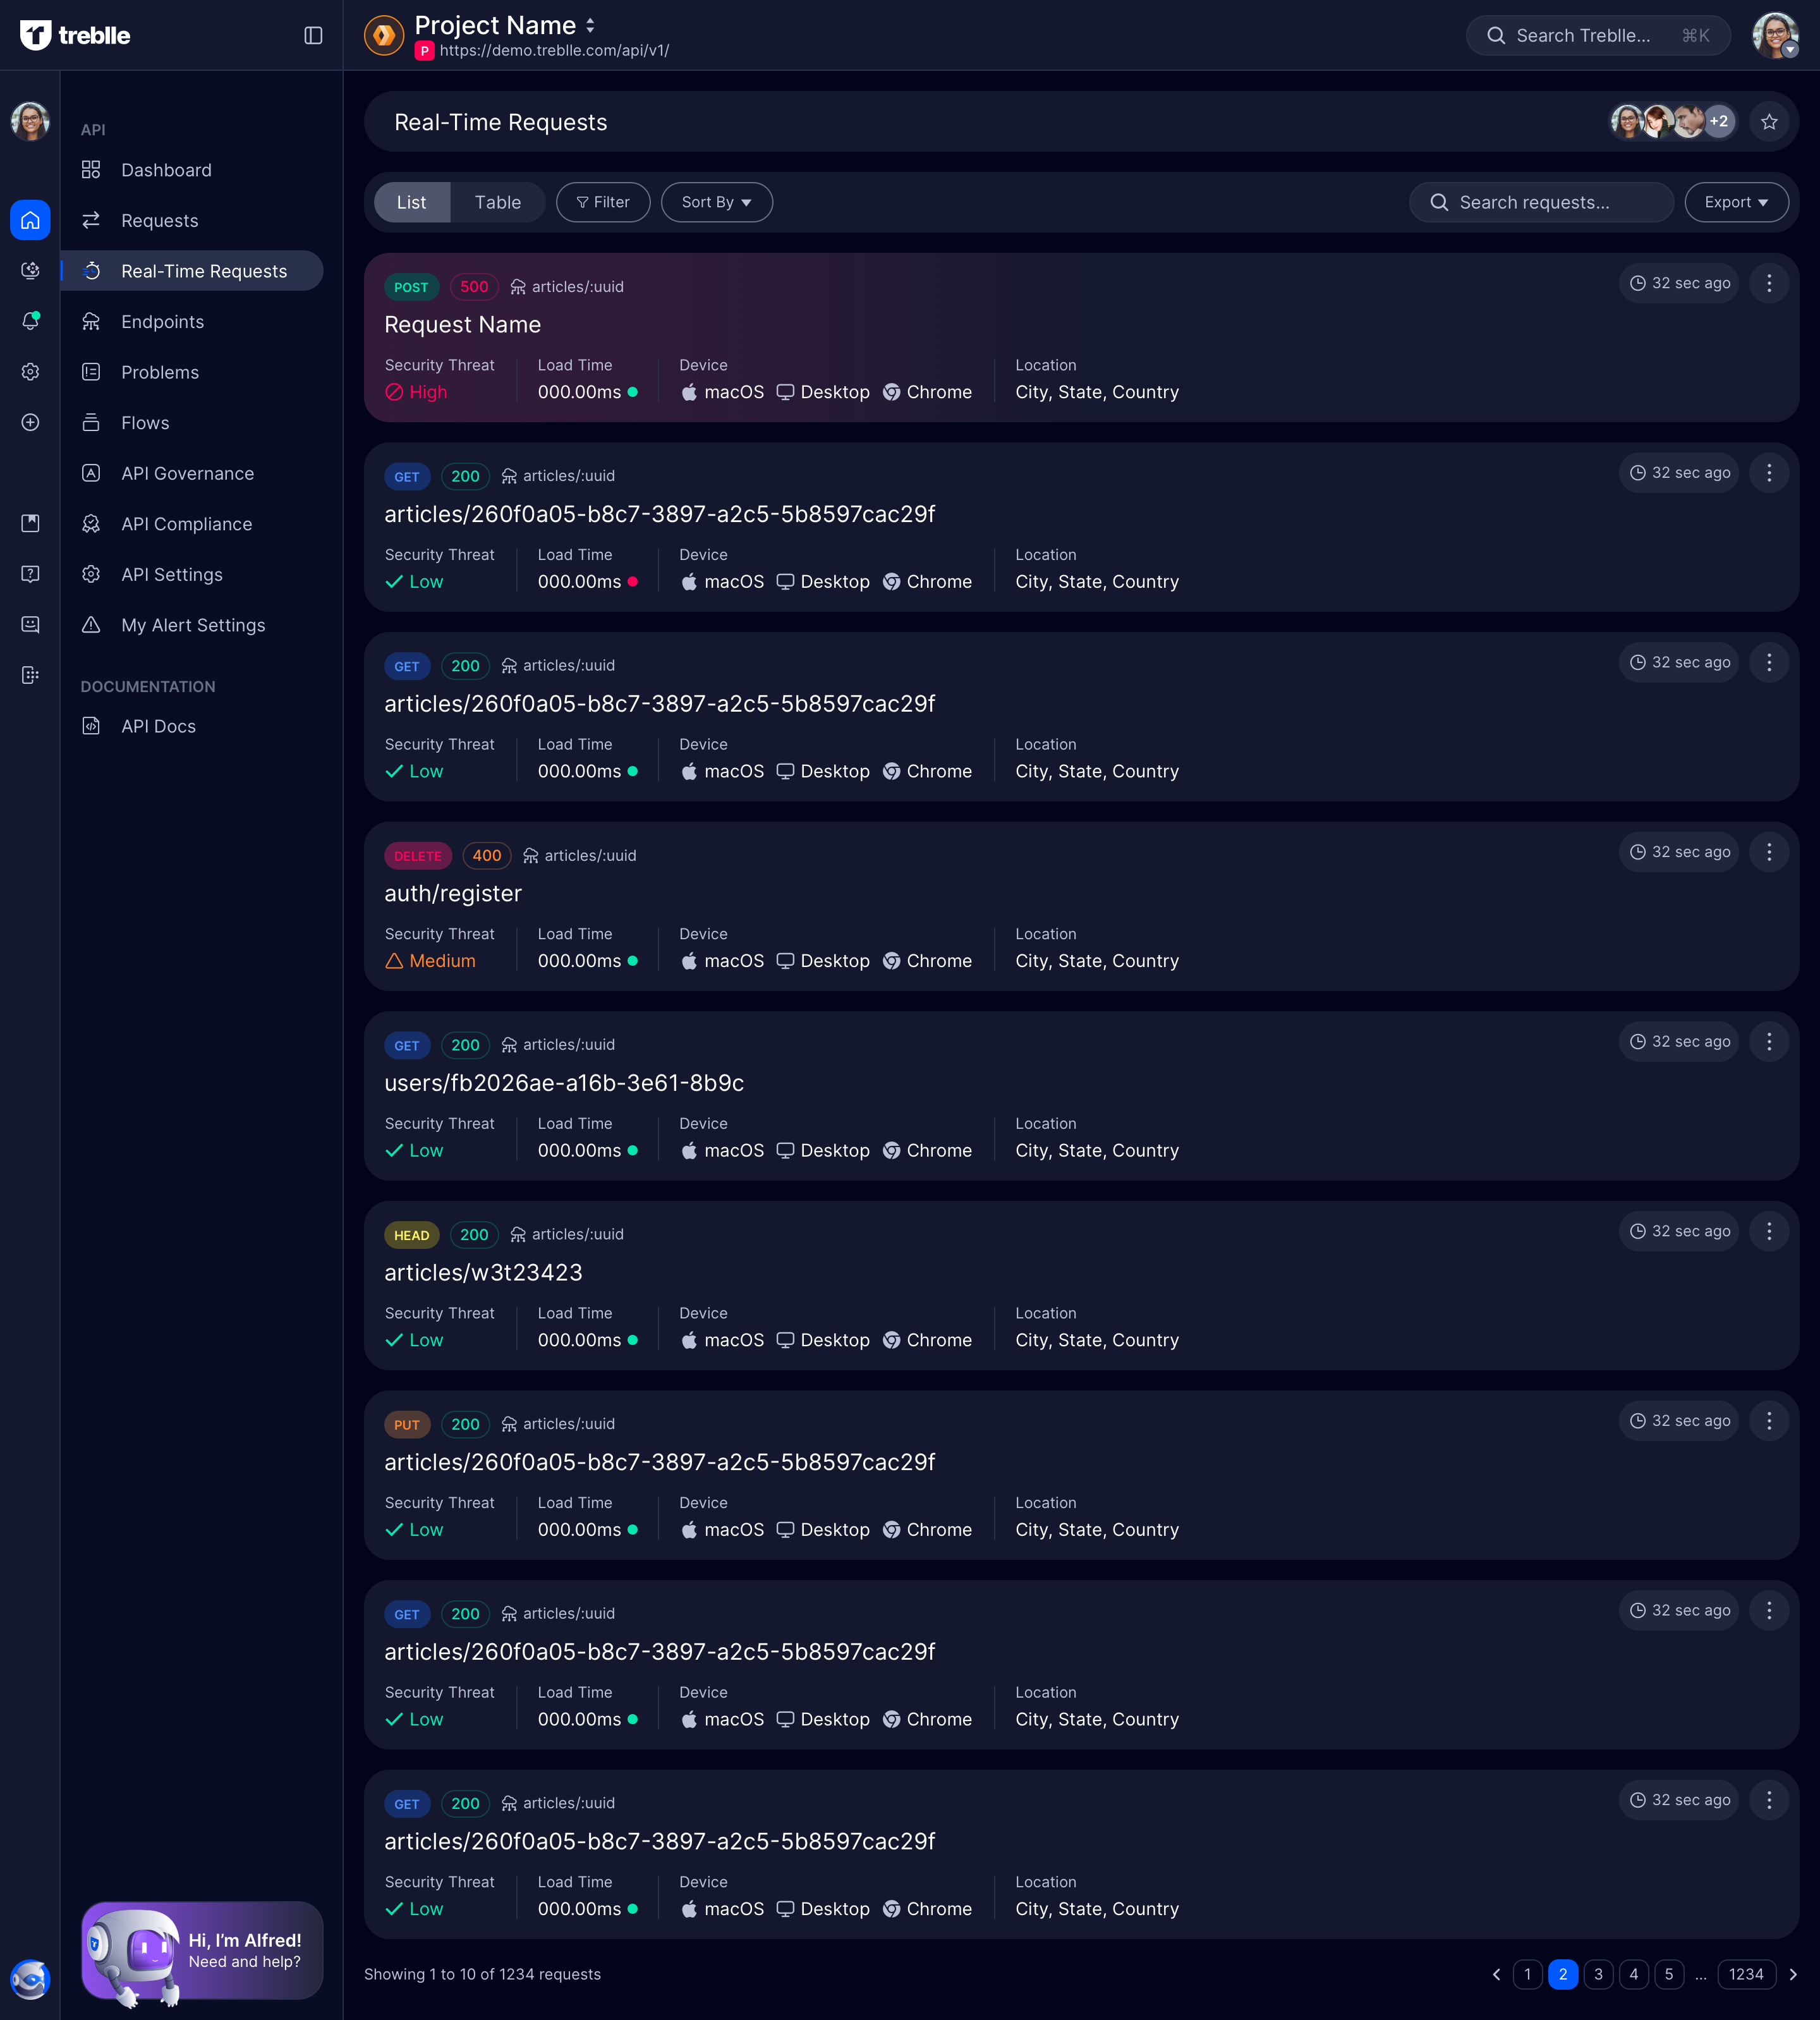 treblle
Project Name
P https://demo.treblle.com/api/v1/
Search Treblle... ⌘K
API
Dashboard
Requests
Real-Time Requests
Endpoints
Problems
Flows
API Governance
API Compliance
API Settings
My Alert Settings
DOCUMENTATION
API Docs
Hi, I'm Alfred!
Need and help?
Real-Time Requests
+2
List Table Filter Sort By Search requests... Export
POST 500 articles/:uuid 32 sec ago
Request Name
Security Threat Load Time Device Location
High 000.00ms macOS Desktop Chrome City, State, Country
GET 200 articles/:uuid 32 sec ago
articles/260f0a05-b8c7-3897-a2c5-5b8597cac29f
Security Threat Load Time Device Location
Low 000.00ms macOS Desktop Chrome City, State, Country
GET 200 articles/:uuid 32 sec ago
articles/260f0a05-b8c7-3897-a2c5-5b8597cac29f
Security Threat Load Time Device Location
Low 000.00ms macOS Desktop Chrome City, State, Country
DELETE 400 articles/:uuid 32 sec ago
auth/register
Security Threat Load Time Device Location
Medium 000.00ms macOS Desktop Chrome City, State, Country
GET 200 articles/:uuid 32 sec ago
users/fb2026ae-a16b-3e61-8b9c
Security Threat Load Time Device Location
Low 000.00ms macOS Desktop Chrome City, State, Country
HEAD 200 articles/:uuid 32 sec ago
articles/w3t23423
Security Threat Load Time Device Location
Low 000.00ms macOS Desktop Chrome City, State, Country
PUT 200 articles/:uuid 32 sec ago
articles/260f0a05-b8c7-3897-a2c5-5b8597cac29f
Security Threat Load Time Device Location
Low 000.00ms macOS Desktop Chrome City, State, Country
GET 200 articles/:uuid 32 sec ago
articles/260f0a05-b8c7-3897-a2c5-5b8597cac29f
Security Threat Load Time Device Location
Low 000.00ms macOS Desktop Chrome City, State, Country
GET 200 articles/:uuid 32 sec ago
articles/260f0a05-b8c7-3897-a2c5-5b8597cac29f
Security Threat Load Time Device Location
Low 000.00ms macOS Desktop Chrome City, State, Country
Showing 1 to 10 of 1234 requests
1 2 3 4 5 ... 1234